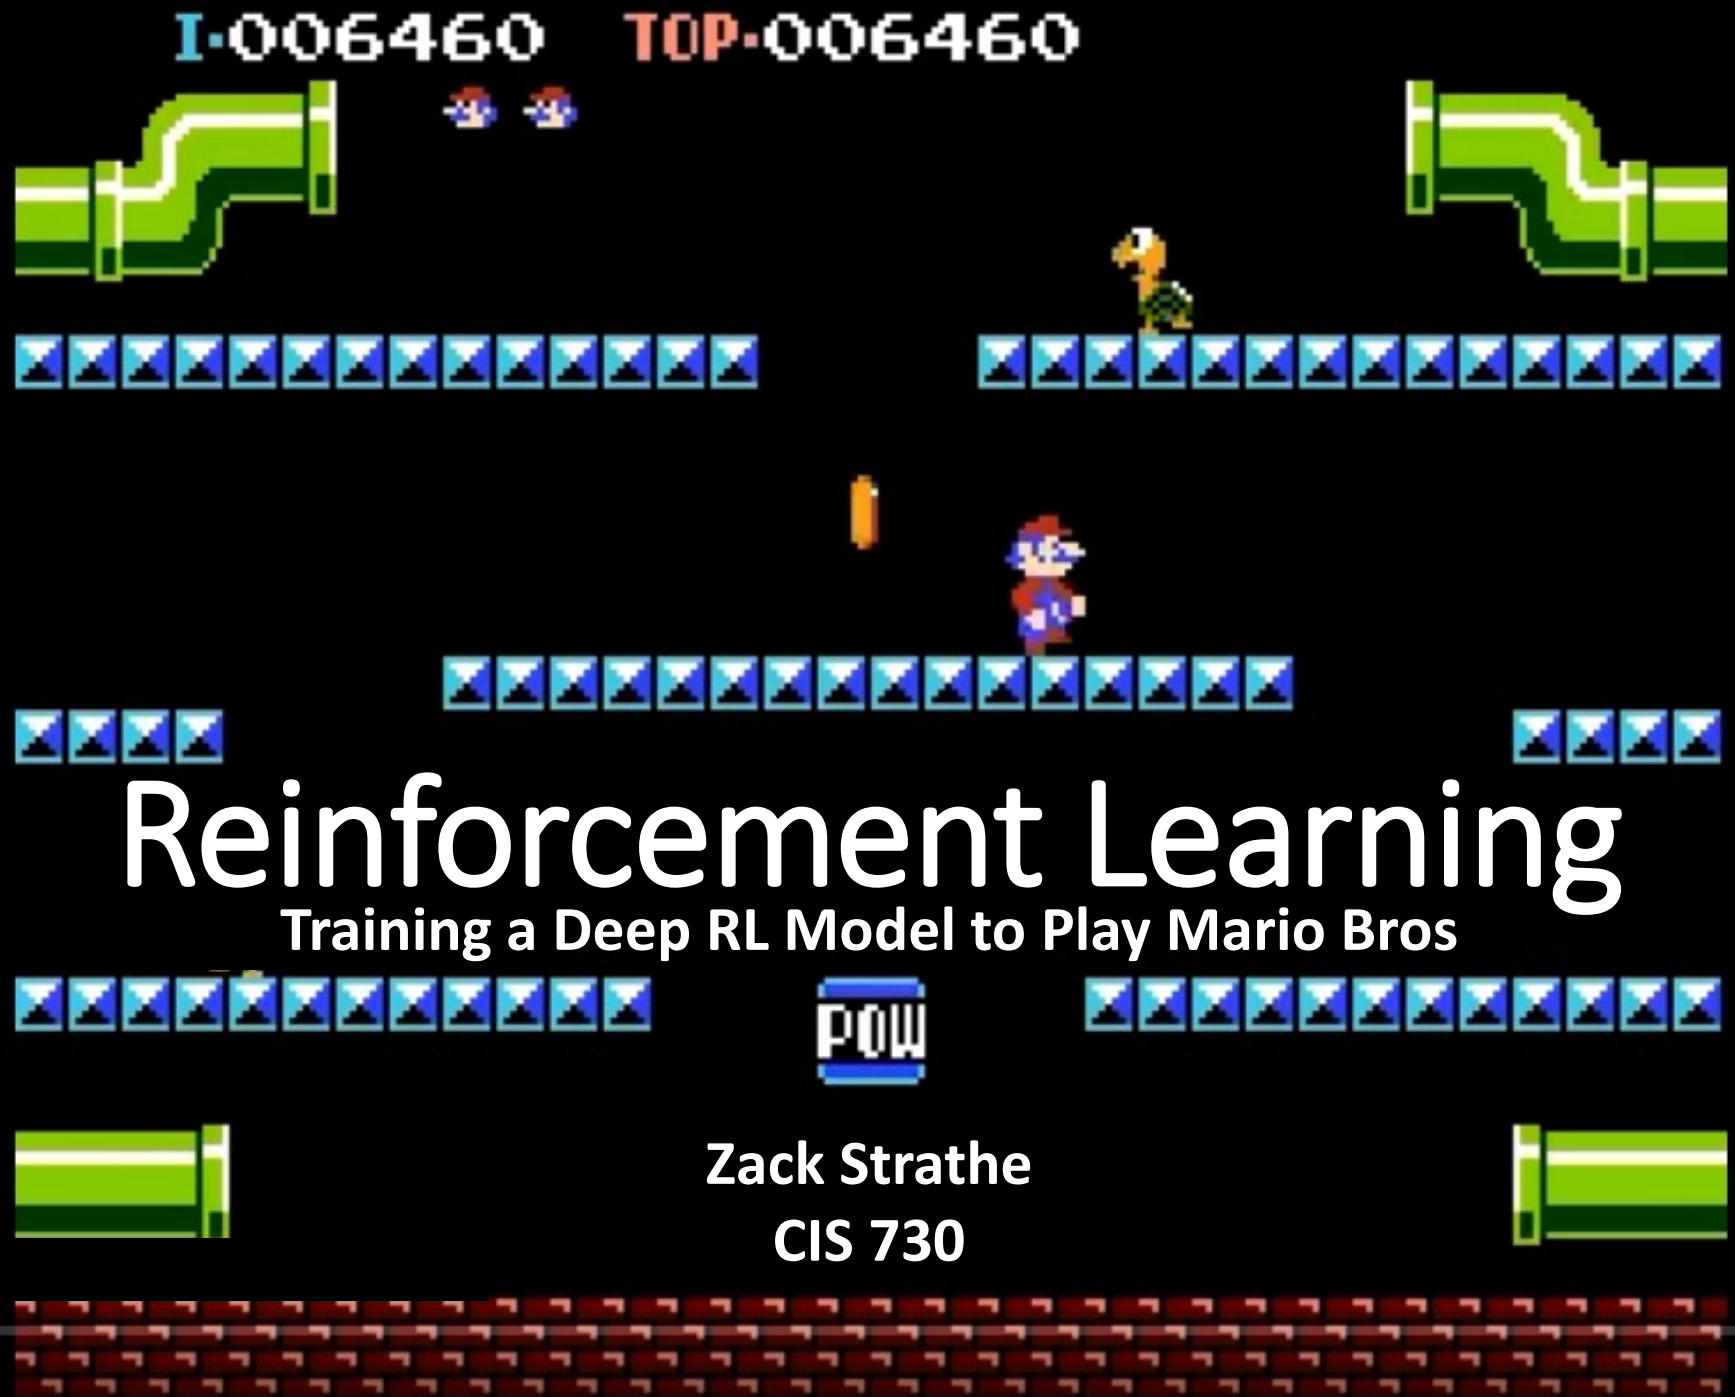 I-006460 TOP-006460
Reinforcement Learning
Training a Deep RL Model to Play Mario Bros
POW
Zack Strathe
CIS 730